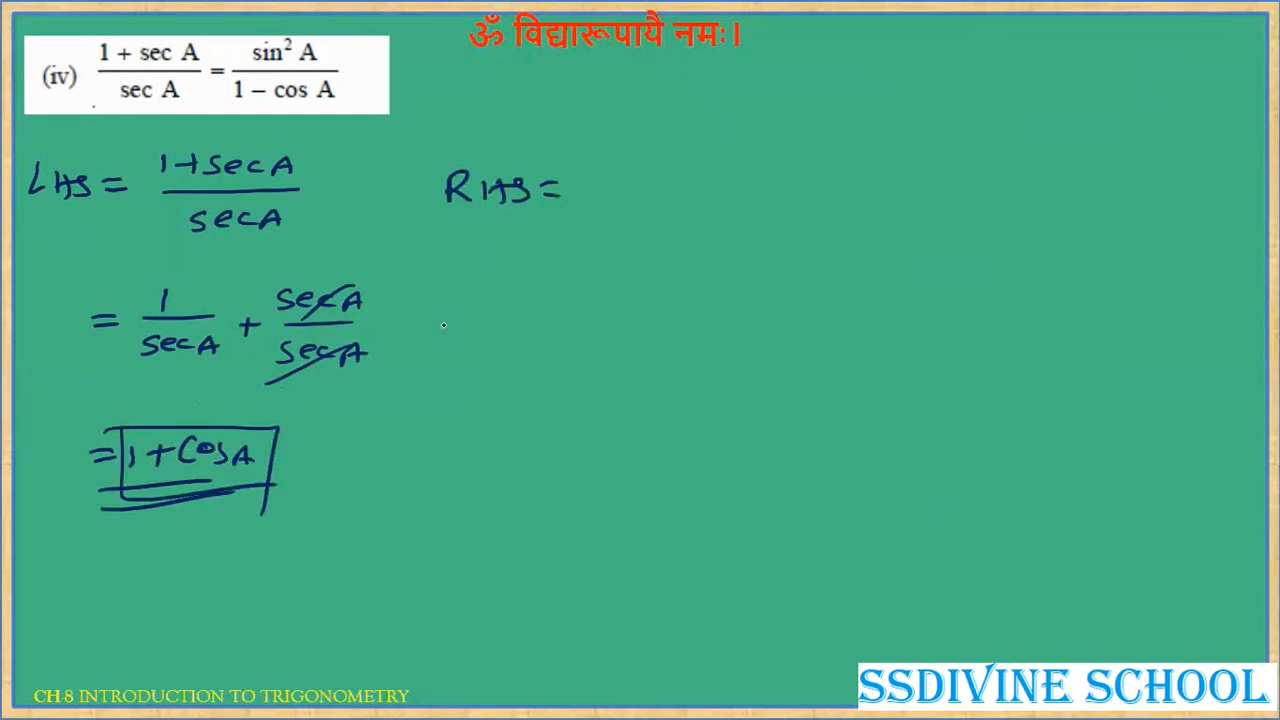 ॐ विद्यारूपायै नमः।
(iv) (1 + sec A)/(sec A) = (sin² A)/(1 – cos A)
LHS = (1+secA)/(secA)
RHS =
= 1/(secA) + (secA)/(secA)
= 1+CosA
CH-8 INTRODUCTION TO TRIGONOMETRY
SSDIVINE SCHOOL